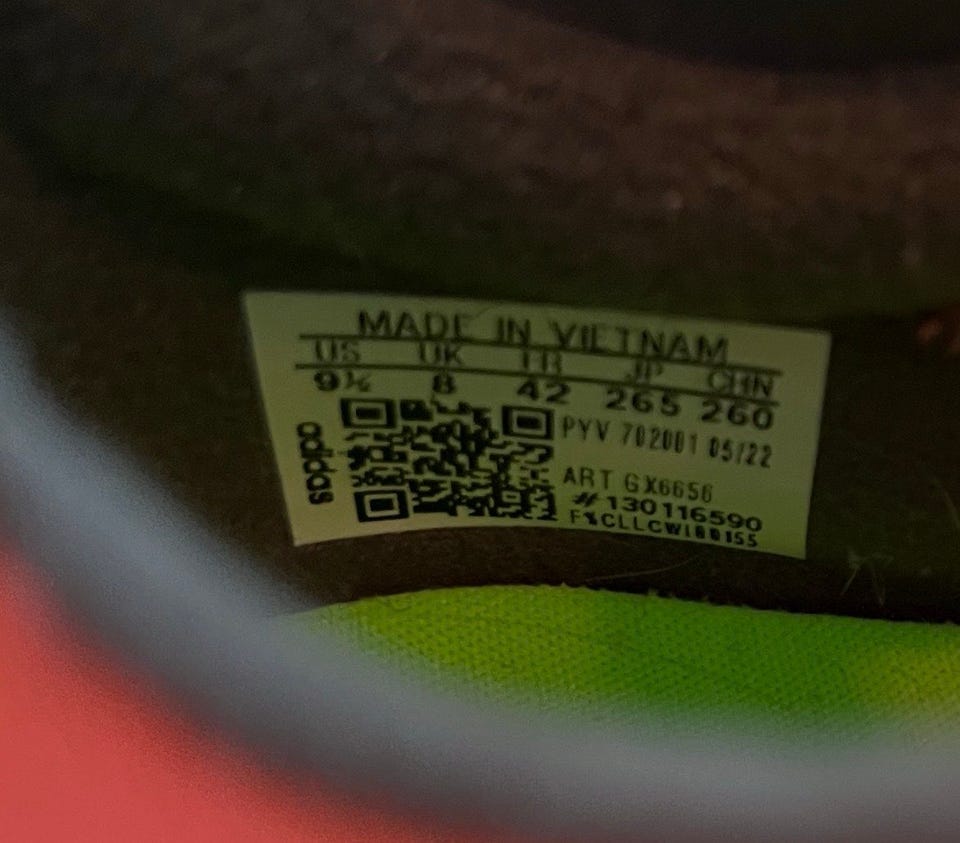 MADE IN VIETNAM
US UK FR JP CHN
9½ 8 42 265 260
adidas
PYV 702001 05/22
ART GX6656
# 130116590